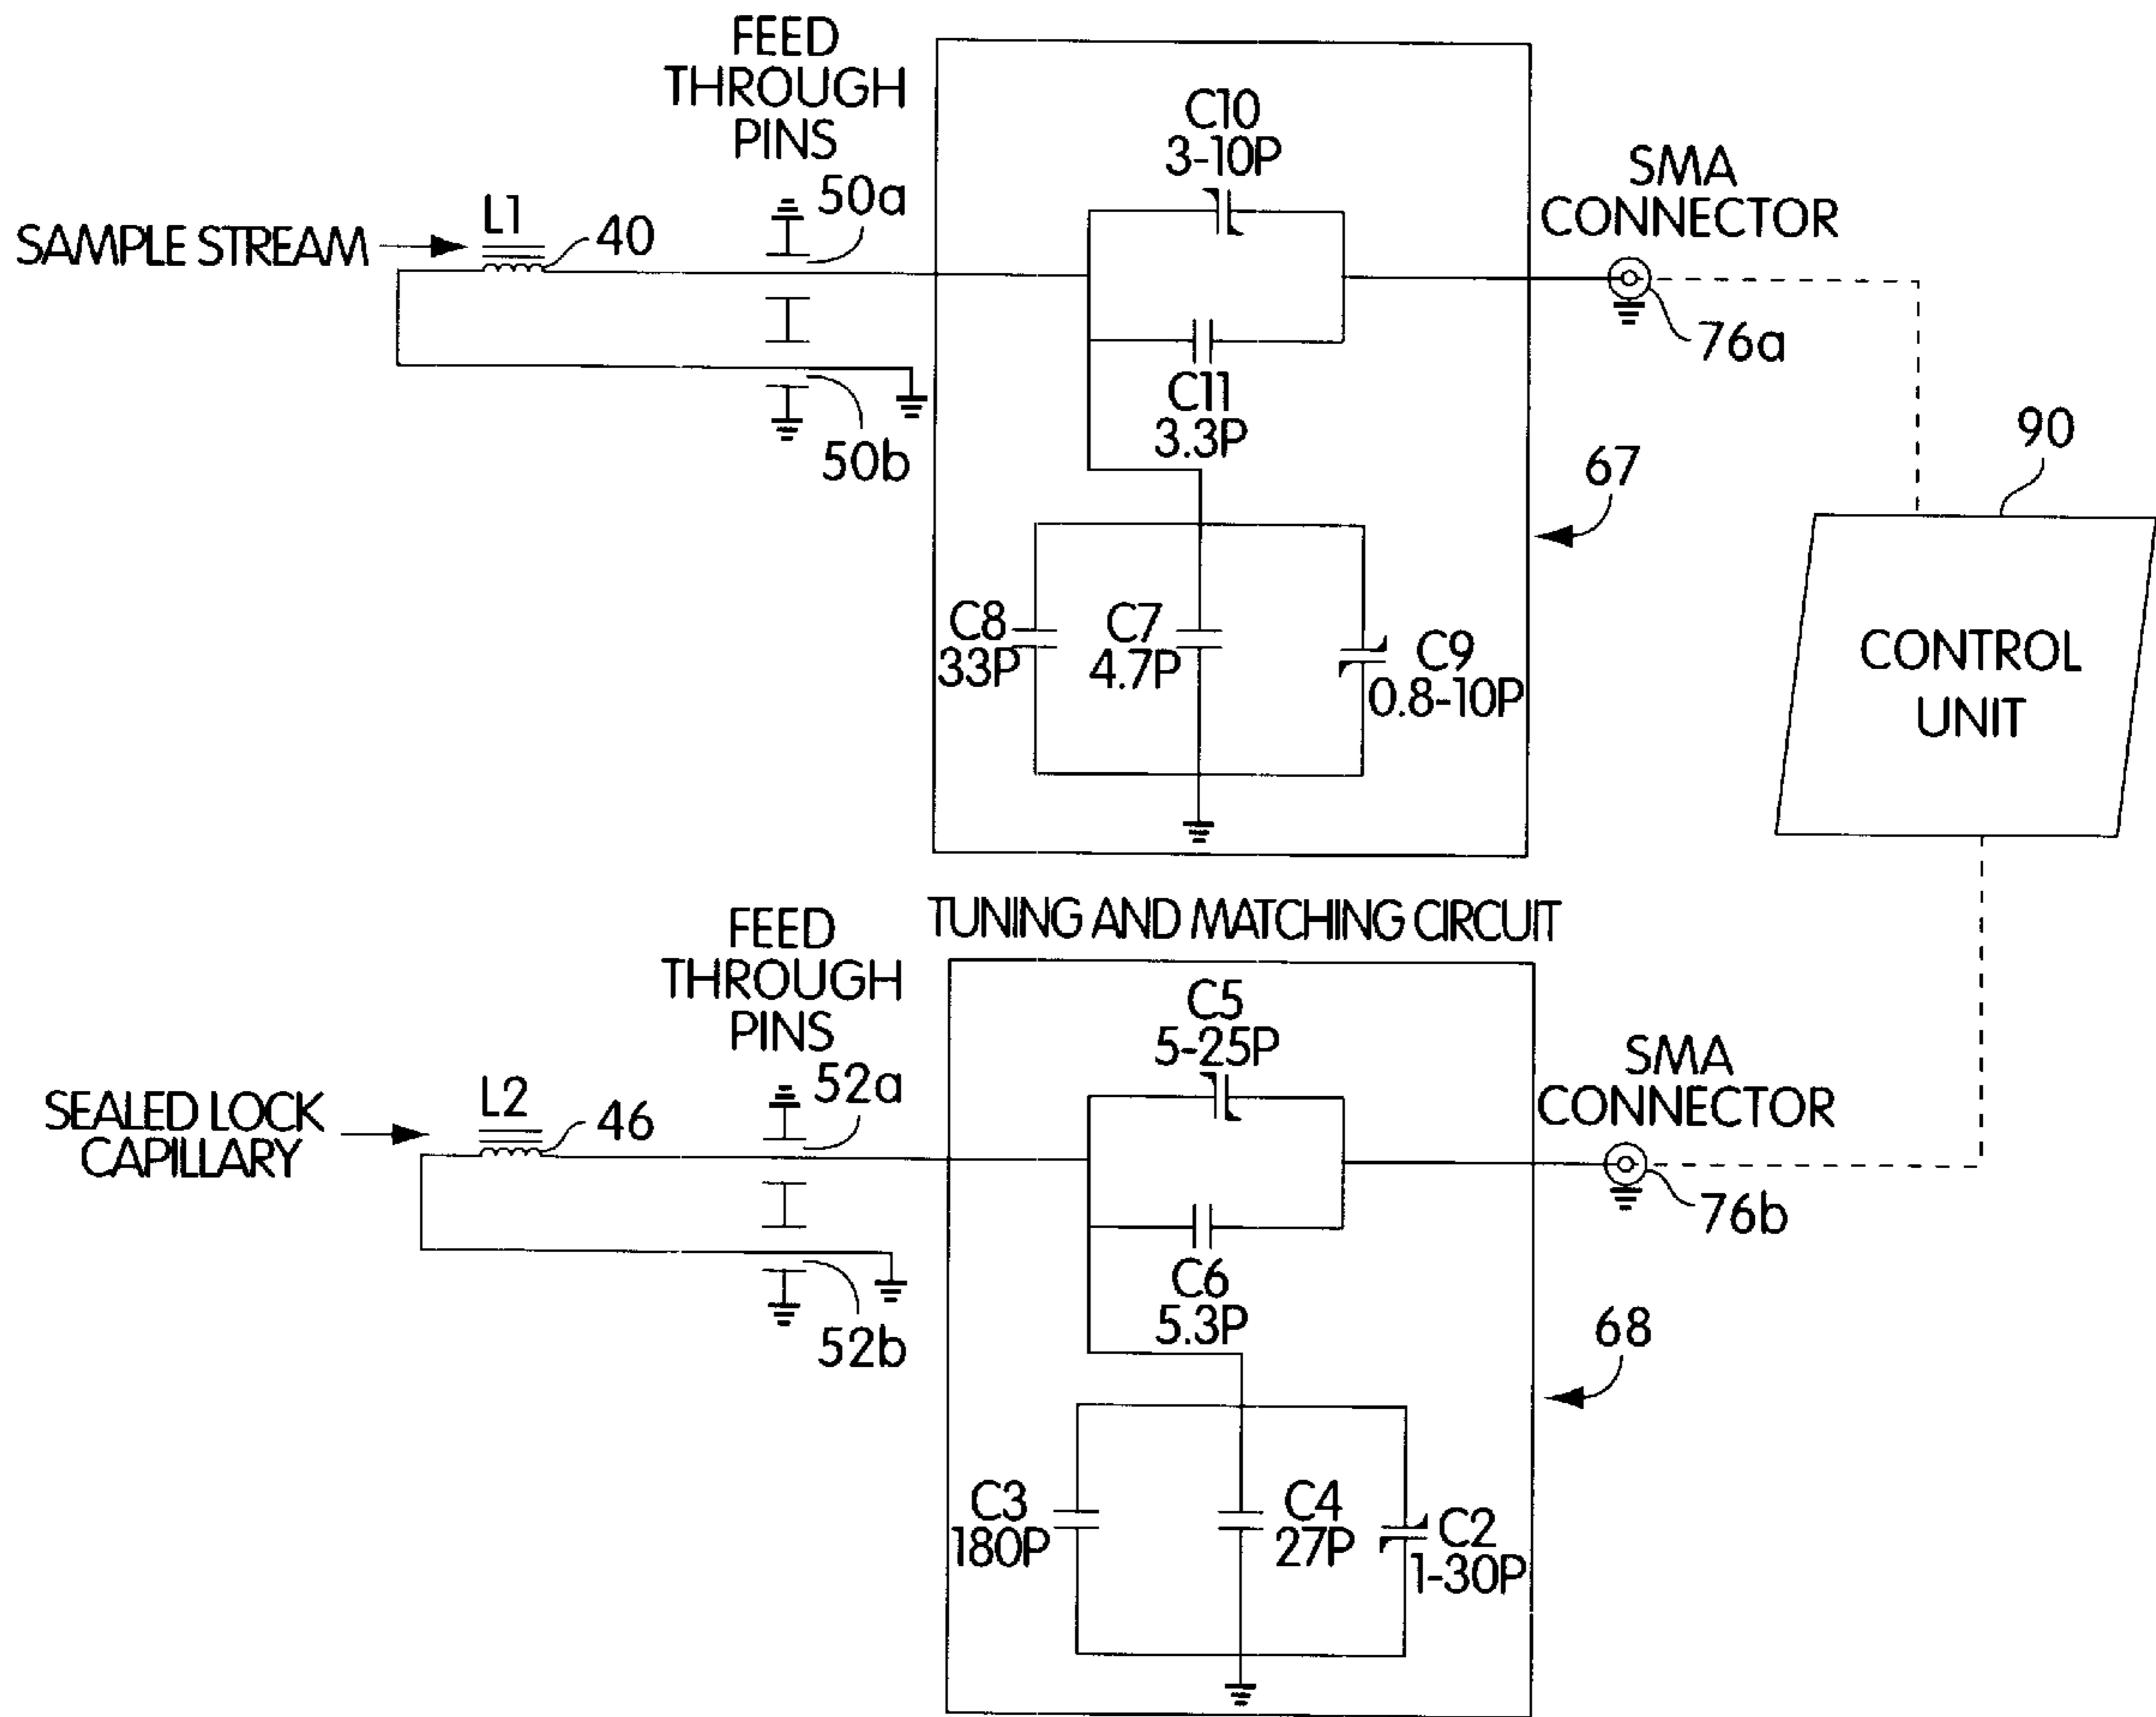 FEED
THROUGH
PINS
C10
3-10P
SMA
CONNECTOR
50a
L1
40
SAMPLE STREAM
76a
C11
3.3P
50b
67
90
C8
33P
C7
4.7P
C9
0.8-10P
CONTROL
UNIT
TUNING AND MATCHING CIRCUIT
FEED
THROUGH
PINS
C5
5-25P
SMA
CONNECTOR
52a
L2
46
SEALED LOCK
CAPILLARY
76b
C6
5.3P
52b
68
C3
180P
C4
27P
C2
1-30P